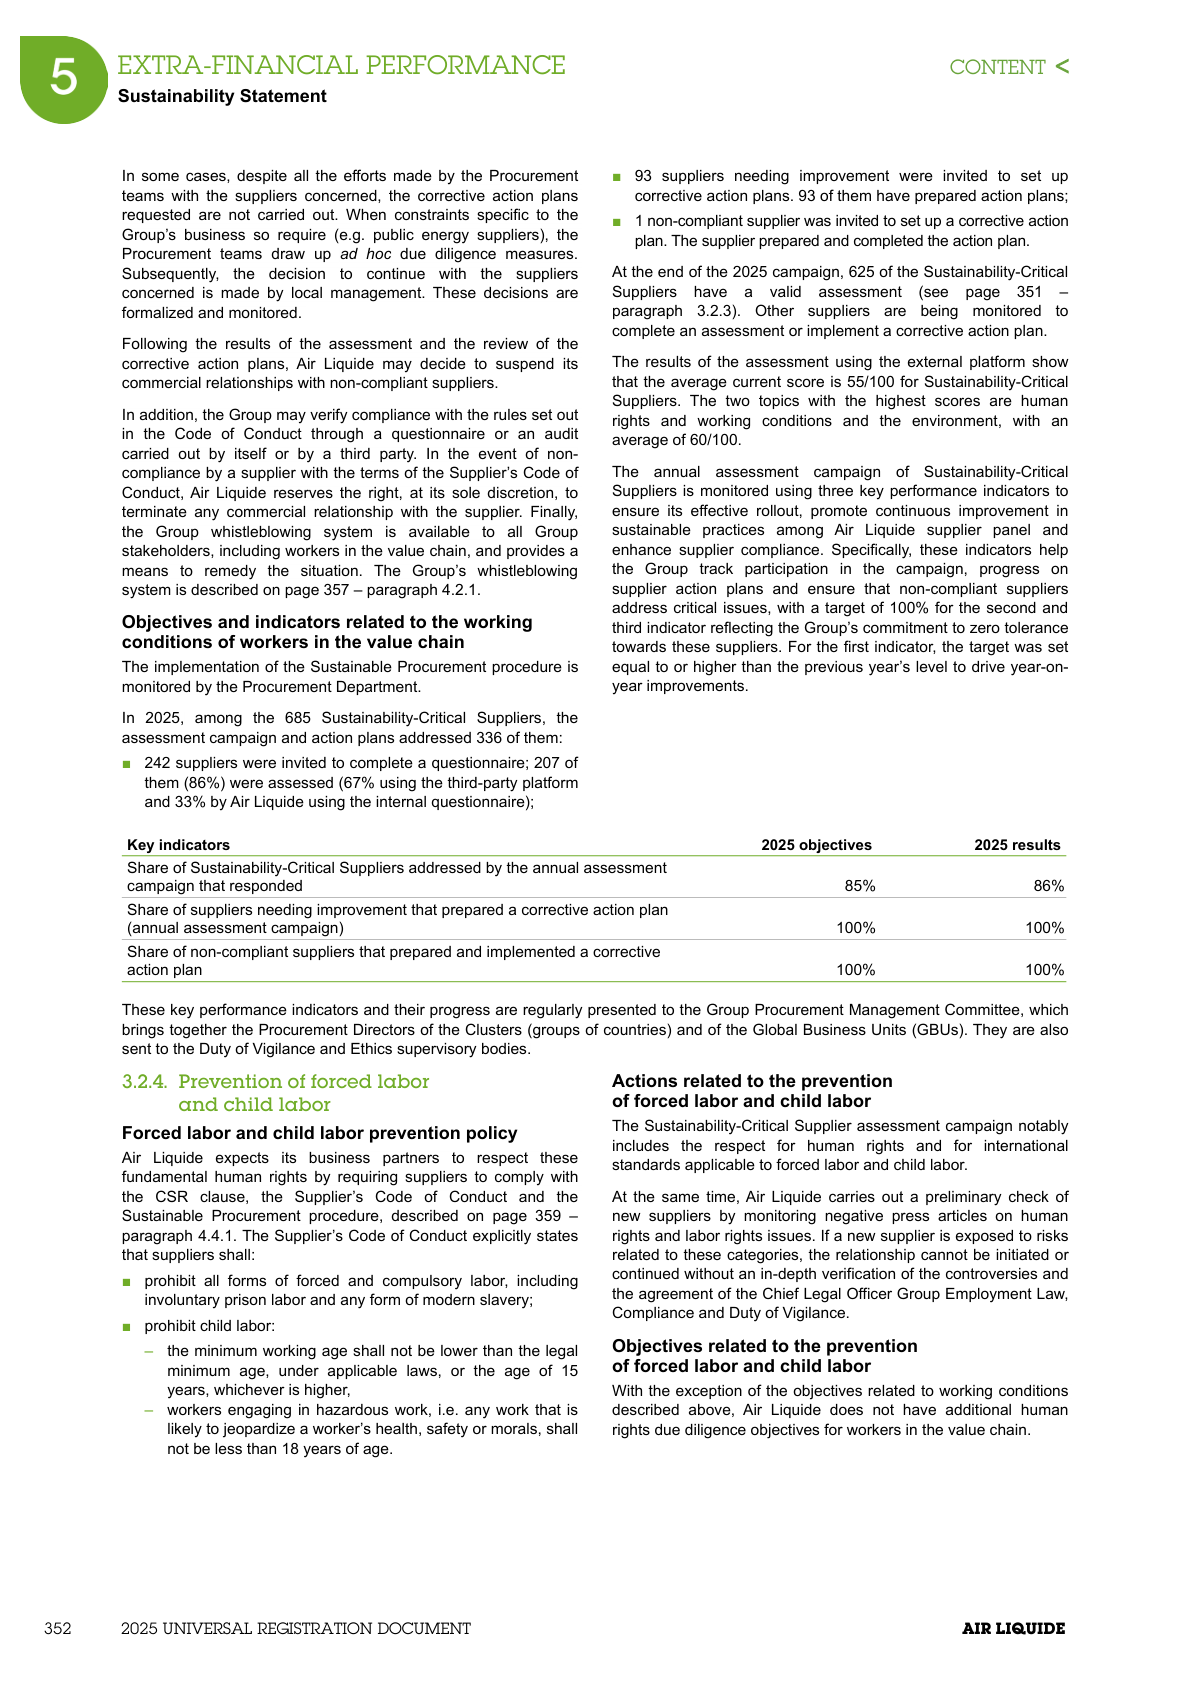 5
EXTRA-FINANCIAL PERFORMANCE
CONTENT <
Sustainability Statement
In some cases, despite all the efforts made by the Procurement
teams with the suppliers concerned, the corrective action plans
requested are not carried out. When constraints specific to the
Group's business so require (e.g. public energy suppliers), the
Procurement teams draw up ad hoc due diligence measures.
Subsequently, the decision to continue with the suppliers
concerned is made by local management. These decisions are
formalized and monitored.
Following the results of the assessment and the review of the
corrective action plans, Air Liquide may decide to suspend its
commercial relationships with non-compliant suppliers.
In addition, the Group may verify compliance with the rules set out
in the Code of Conduct through a questionnaire or an audit
carried out by itself or by a third party. In the event of non-
compliance by a supplier with the terms of the Supplier's Code of
Conduct, Air Liquide reserves the right, at its sole discretion, to
terminate any commercial relationship with the supplier. Finally,
the Group whistleblowing system is available to all Group
stakeholders, including workers in the value chain, and provides a
means to remedy the situation. The Group's whistleblowing
system is described on page 357 – paragraph 4.2.1.
Objectives and indicators related to the working
conditions of workers in the value chain
The implementation of the Sustainable Procurement procedure is
monitored by the Procurement Department.
In 2025, among the 685 Sustainability-Critical Suppliers, the
assessment campaign and action plans addressed 336 of them:
■ 242 suppliers were invited to complete a questionnaire; 207 of
them (86%) were assessed (67% using the third-party platform
and 33% by Air Liquide using the internal questionnaire);
■ 93 suppliers needing improvement were invited to set up
corrective action plans. 93 of them have prepared action plans;
■ 1 non-compliant supplier was invited to set up a corrective action
plan. The supplier prepared and completed the action plan.
At the end of the 2025 campaign, 625 of the Sustainability-Critical
Suppliers have a valid assessment (see page 351 –
paragraph 3.2.3). Other suppliers are being monitored to
complete an assessment or implement a corrective action plan.
The results of the assessment using the external platform show
that the average current score is 55/100 for Sustainability-Critical
Suppliers. The two topics with the highest scores are human
rights and working conditions and the environment, with an
average of 60/100.
The annual assessment campaign of Sustainability-Critical
Suppliers is monitored using three key performance indicators to
ensure its effective rollout, promote continuous improvement in
sustainable practices among Air Liquide supplier panel and
enhance supplier compliance. Specifically, these indicators help
the Group track participation in the campaign, progress on
supplier action plans and ensure that non-compliant suppliers
address critical issues, with a target of 100% for the second and
third indicator reflecting the Group's commitment to zero tolerance
towards these suppliers. For the first indicator, the target was set
equal to or higher than the previous year's level to drive year-on-
year improvements.
Key indicators 2025 objectives 2025 results
Share of Sustainability-Critical Suppliers addressed by the annual assessment
campaign that responded 85% 86%
Share of suppliers needing improvement that prepared a corrective action plan
(annual assessment campaign) 100% 100%
Share of non-compliant suppliers that prepared and implemented a corrective
action plan 100% 100%
These key performance indicators and their progress are regularly presented to the Group Procurement Management Committee, which
brings together the Procurement Directors of the Clusters (groups of countries) and of the Global Business Units (GBUs). They are also
sent to the Duty of Vigilance and Ethics supervisory bodies.
3.2.4. Prevention of forced labor
and child labor
Forced labor and child labor prevention policy
Air Liquide expects its business partners to respect these
fundamental human rights by requiring suppliers to comply with
the CSR clause, the Supplier's Code of Conduct and the
Sustainable Procurement procedure, described on page 359 –
paragraph 4.4.1. The Supplier's Code of Conduct explicitly states
that suppliers shall:
■ prohibit all forms of forced and compulsory labor, including
involuntary prison labor and any form of modern slavery;
■ prohibit child labor:
– the minimum working age shall not be lower than the legal
minimum age, under applicable laws, or the age of 15
years, whichever is higher,
– workers engaging in hazardous work, i.e. any work that is
likely to jeopardize a worker's health, safety or morals, shall
not be less than 18 years of age.
Actions related to the prevention
of forced labor and child labor
The Sustainability-Critical Supplier assessment campaign notably
includes the respect for human rights and for international
standards applicable to forced labor and child labor.
At the same time, Air Liquide carries out a preliminary check of
new suppliers by monitoring negative press articles on human
rights and labor rights issues. If a new supplier is exposed to risks
related to these categories, the relationship cannot be initiated or
continued without an in-depth verification of the controversies and
the agreement of the Chief Legal Officer Group Employment Law,
Compliance and Duty of Vigilance.
Objectives related to the prevention
of forced labor and child labor
With the exception of the objectives related to working conditions
described above, Air Liquide does not have additional human
rights due diligence objectives for workers in the value chain.
352 2025 UNIVERSAL REGISTRATION DOCUMENT AIR LIQUIDE